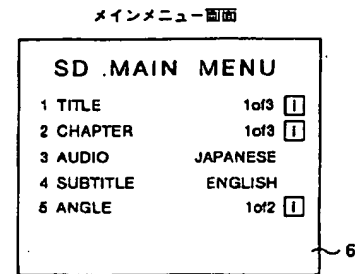 メインメニュー画面
SD .MAIN MENU
1 TITLE 1of3 i
2 CHAPTER 1of3 i
3 AUDIO JAPANESE
4 SUBTITLE ENGLISH
5 ANGLE 1of2 i
6